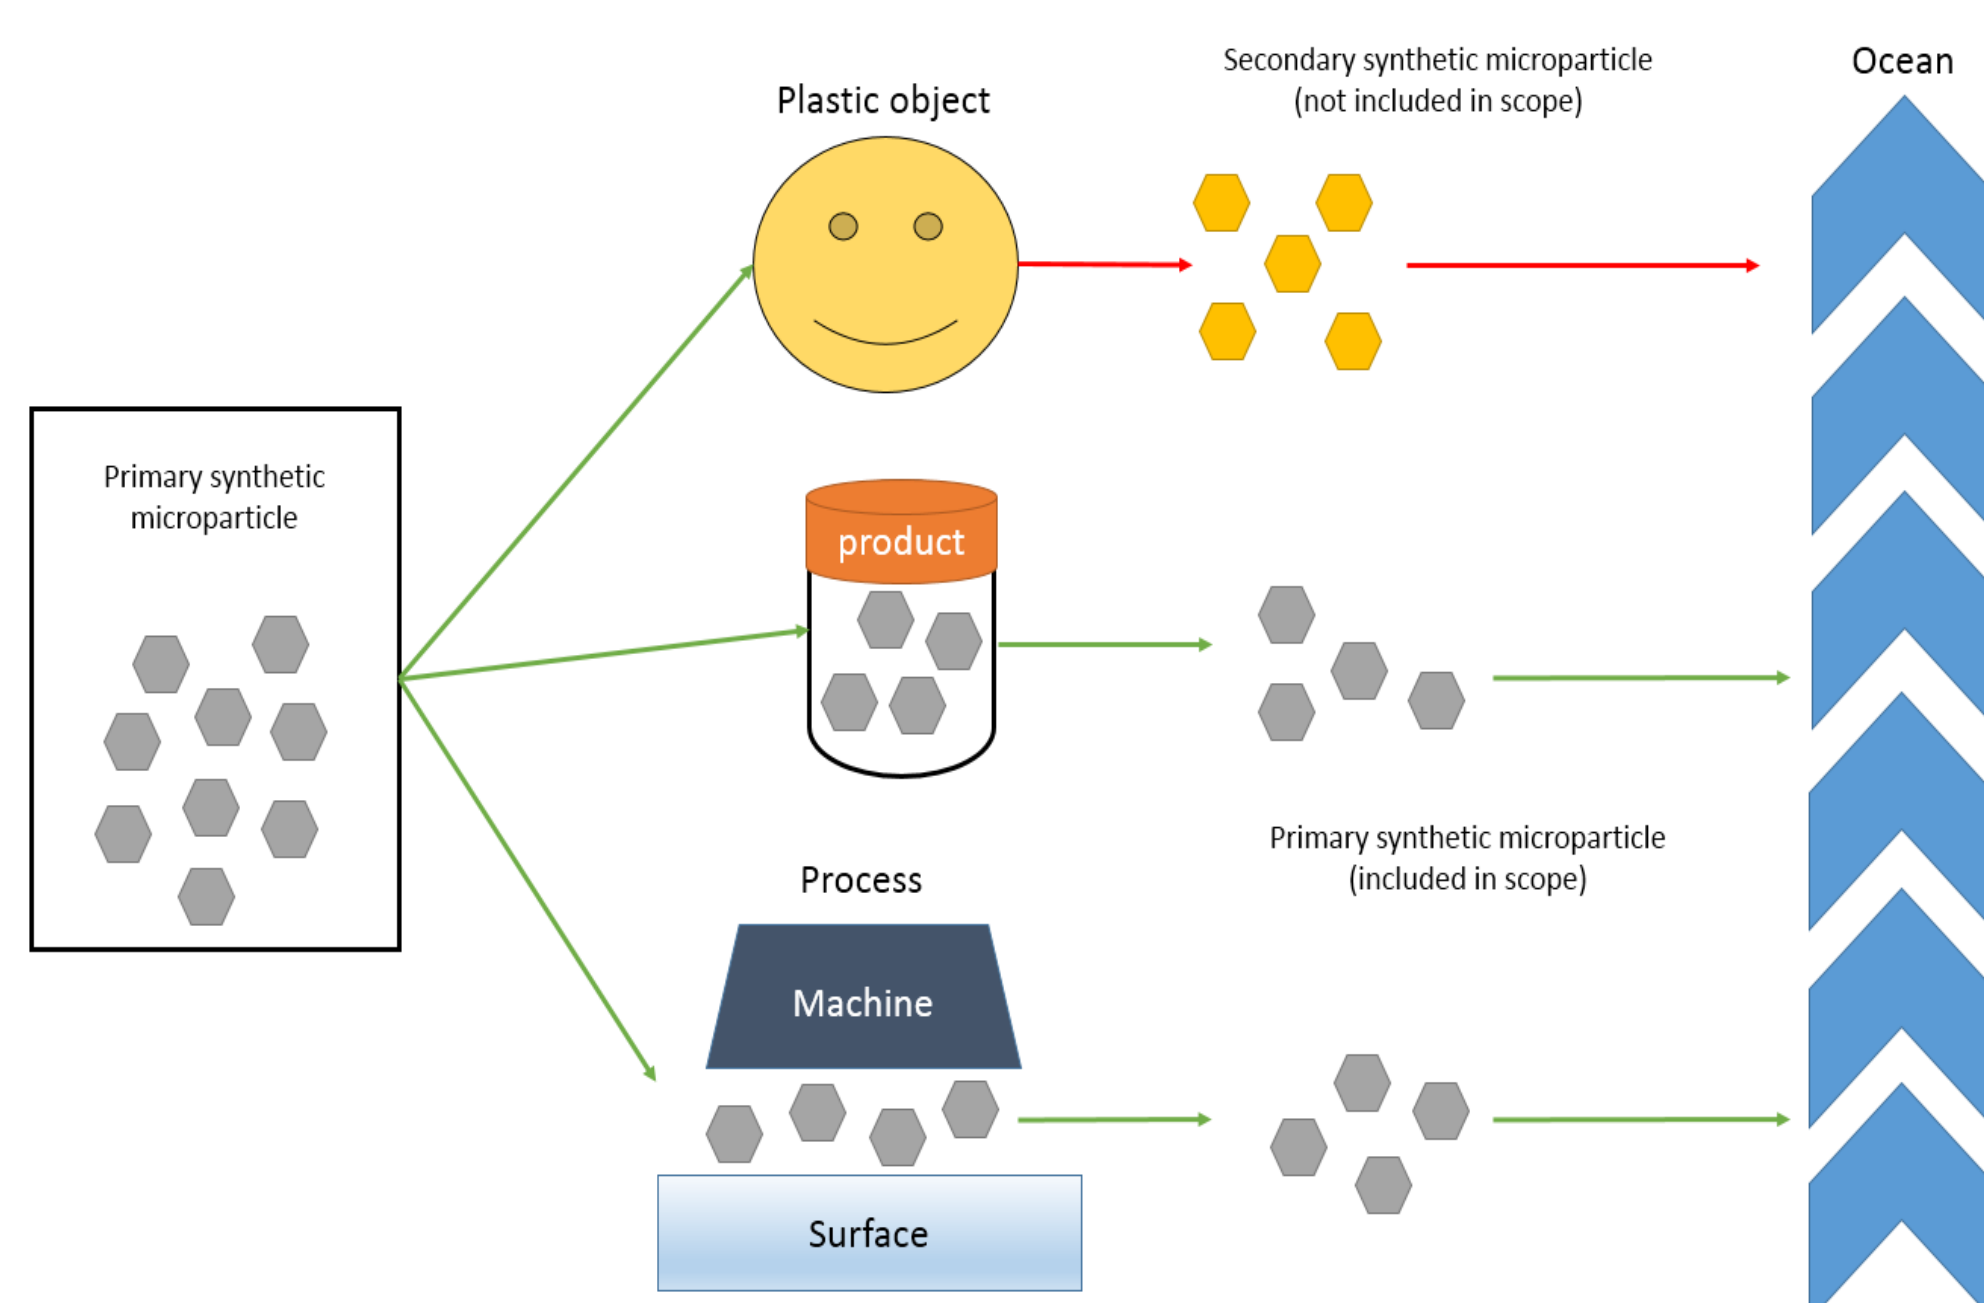 Secondary synthetic microparticle
(not included in scope)
Ocean
Plastic object
Primary synthetic
microparticle
product
Primary synthetic microparticle
(included in scope)
Process
Machine
Surface